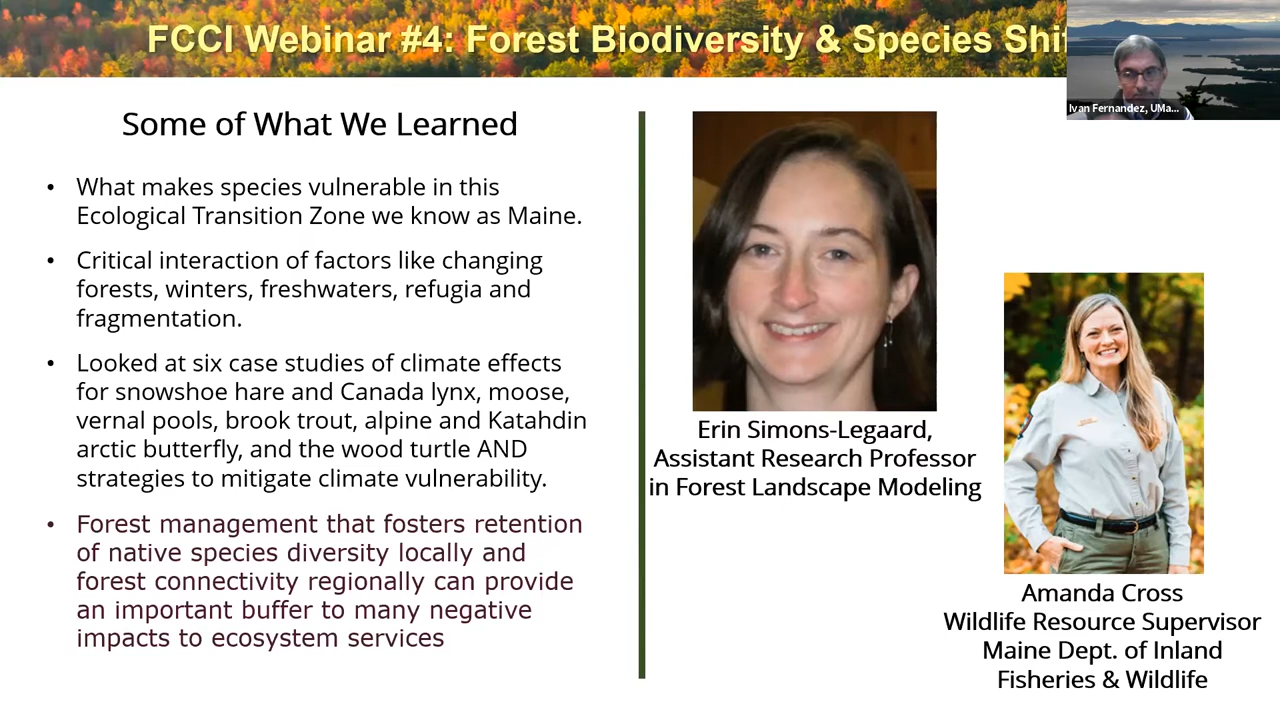 FCCI Webinar #4: Forest Biodiversity & Species Shif
Ivan Fernandez, UMa...
Some of What We Learned
• What makes species vulnerable in this
Ecological Transition Zone we know as Maine.
• Critical interaction of factors like changing
forests, winters, freshwaters, refugia and
fragmentation.
• Looked at six case studies of climate effects
for snowshoe hare and Canada lynx, moose,
vernal pools, brook trout, alpine and Katahdin
arctic butterfly, and the wood turtle AND
strategies to mitigate climate vulnerability.
• Forest management that fosters retention
of native species diversity locally and
forest connectivity regionally can provide
an important buffer to many negative
impacts to ecosystem services
Erin Simons-Legaard,
Assistant Research Professor
in Forest Landscape Modeling
Amanda Cross
Wildlife Resource Supervisor
Maine Dept. of Inland
Fisheries & Wildlife